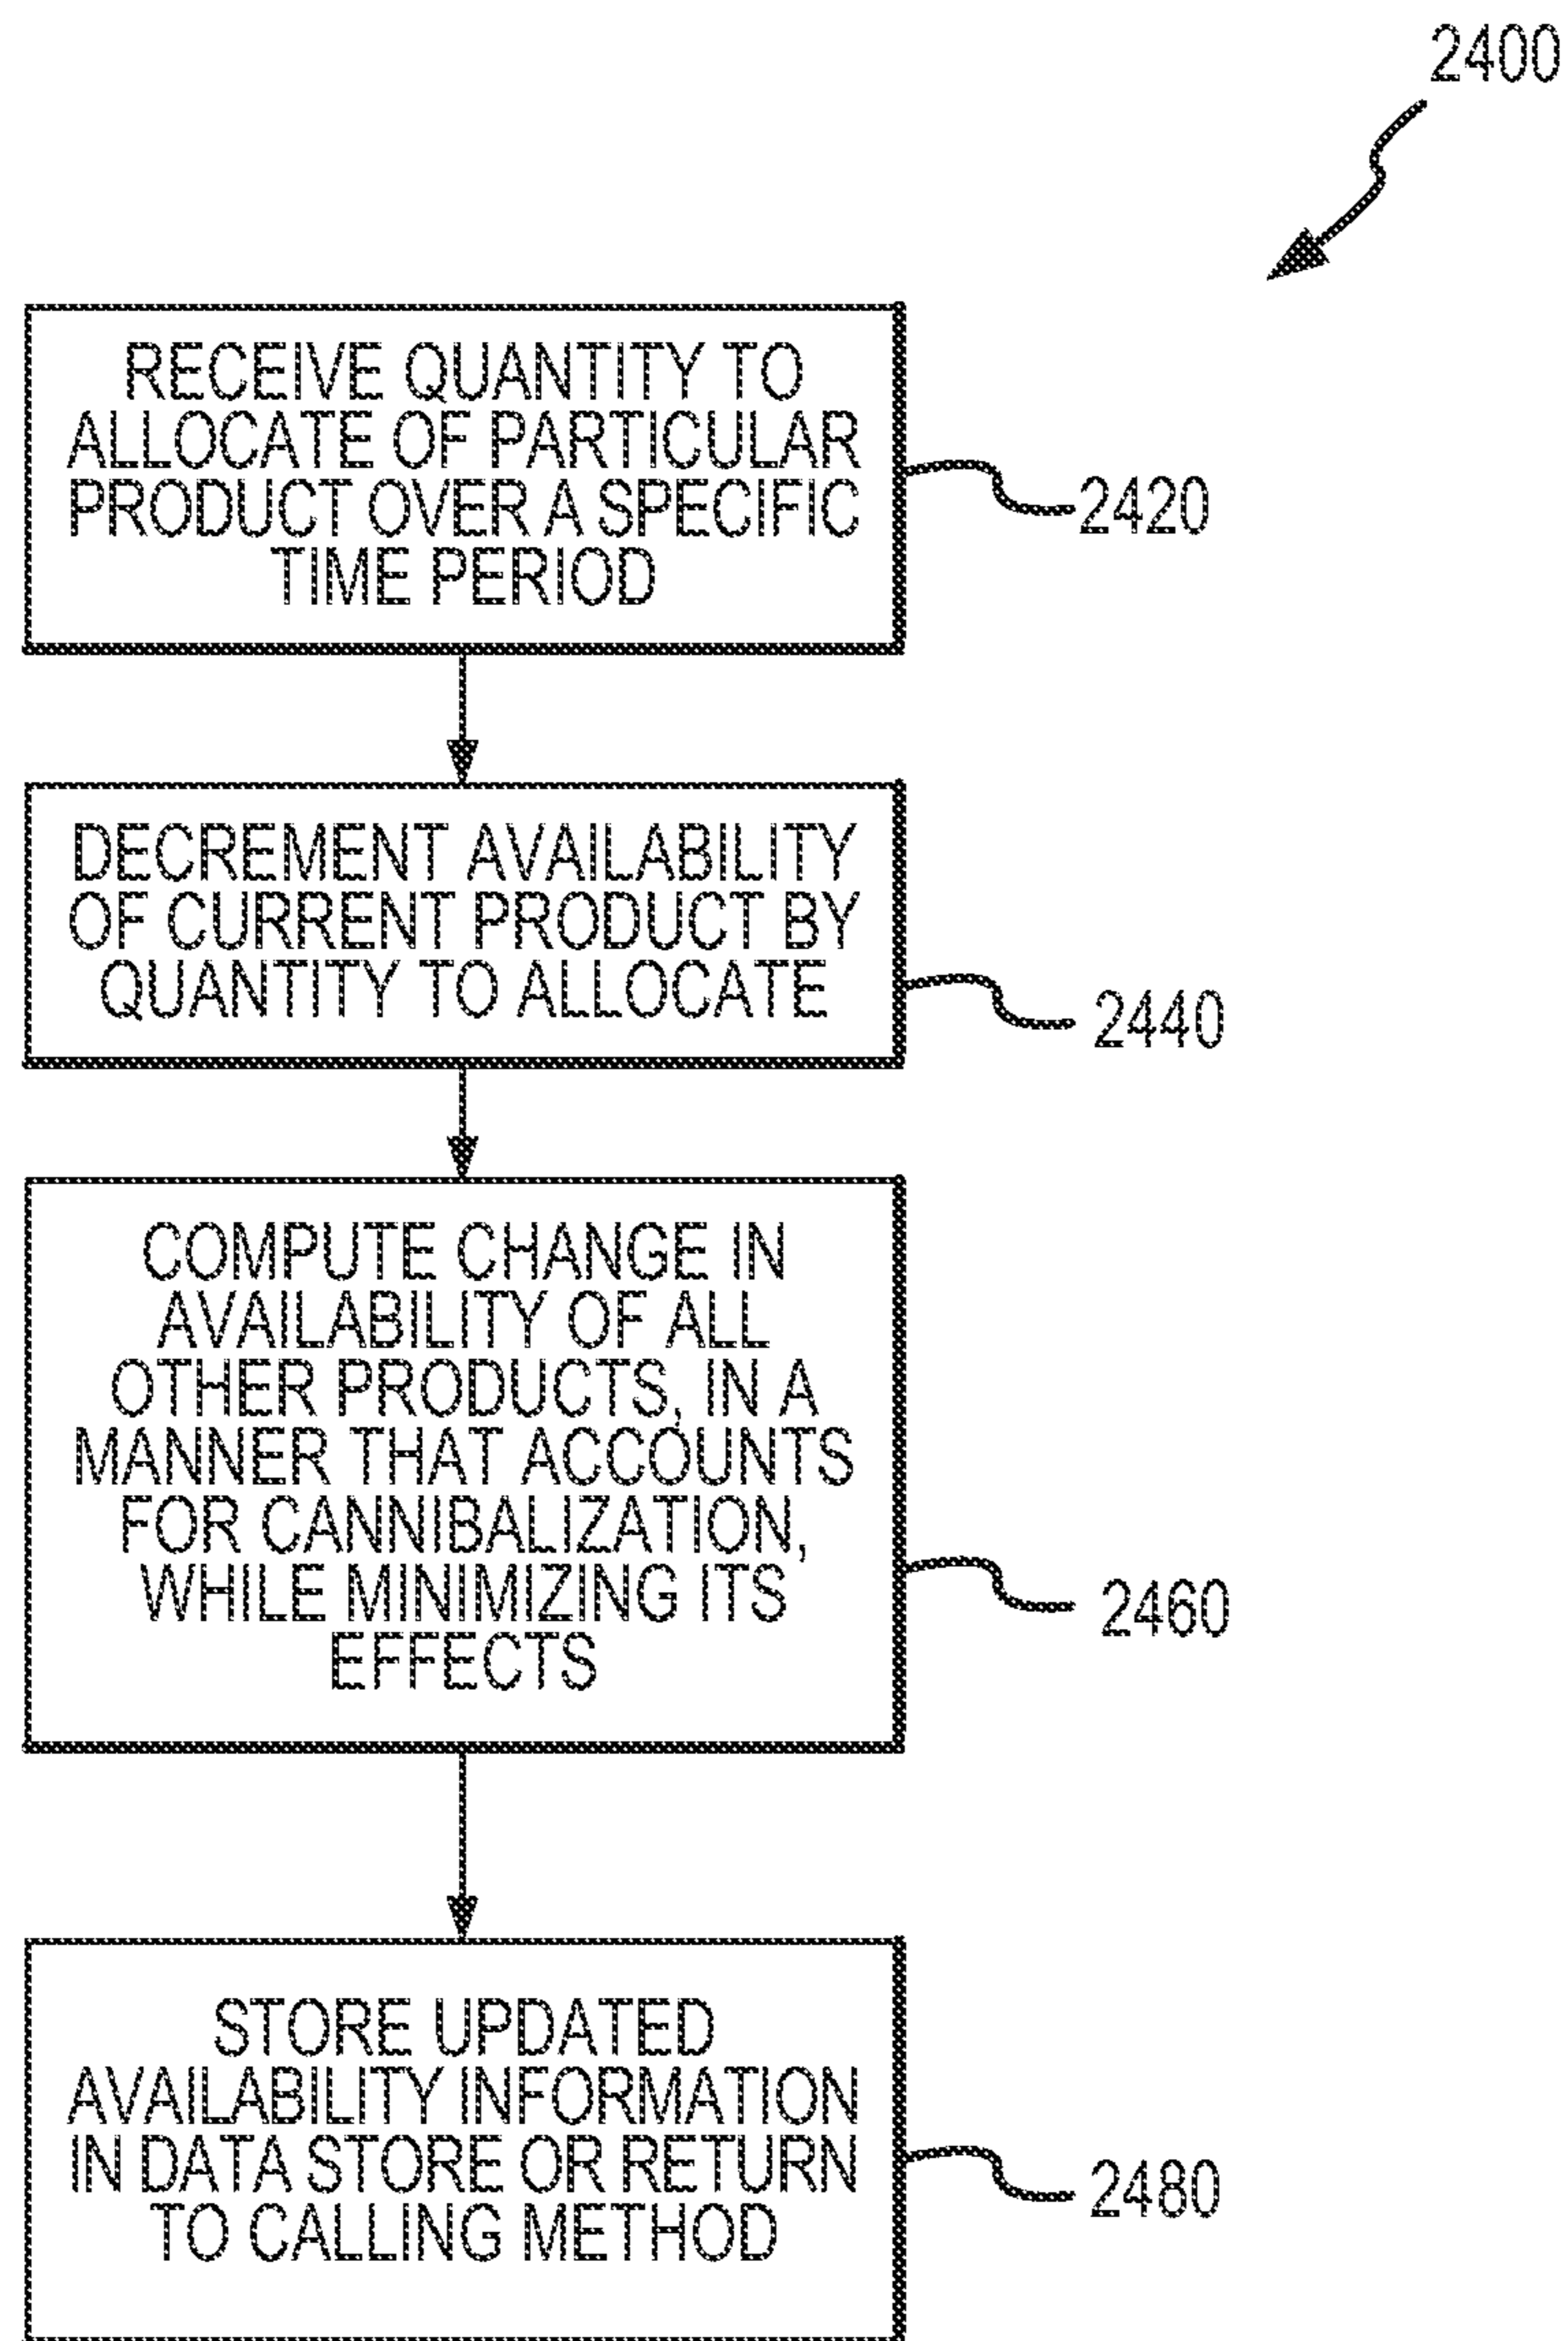 2400
RECEIVE QUANTITY TO
ALLOCATE OF PARTICULAR
PRODUCT OVER A SPECIFIC
TIME PERIOD
2420
DECREMENT AVAILABILITY
OF CURRENT PRODUCT BY
QUANTITY TO ALLOCATE
2440
COMPUTE CHANGE IN
AVAILABILITY OF ALL
OTHER PRODUCTS, IN A
MANNER THAT ACCOUNTS
FOR CANNIBALIZATION,
WHILE MINIMIZING ITS
EFFECTS
2460
STORE UPDATED
AVAILABILITY INFORMATION
IN DATA STORE OR RETURN
TO CALLING METHOD
2480